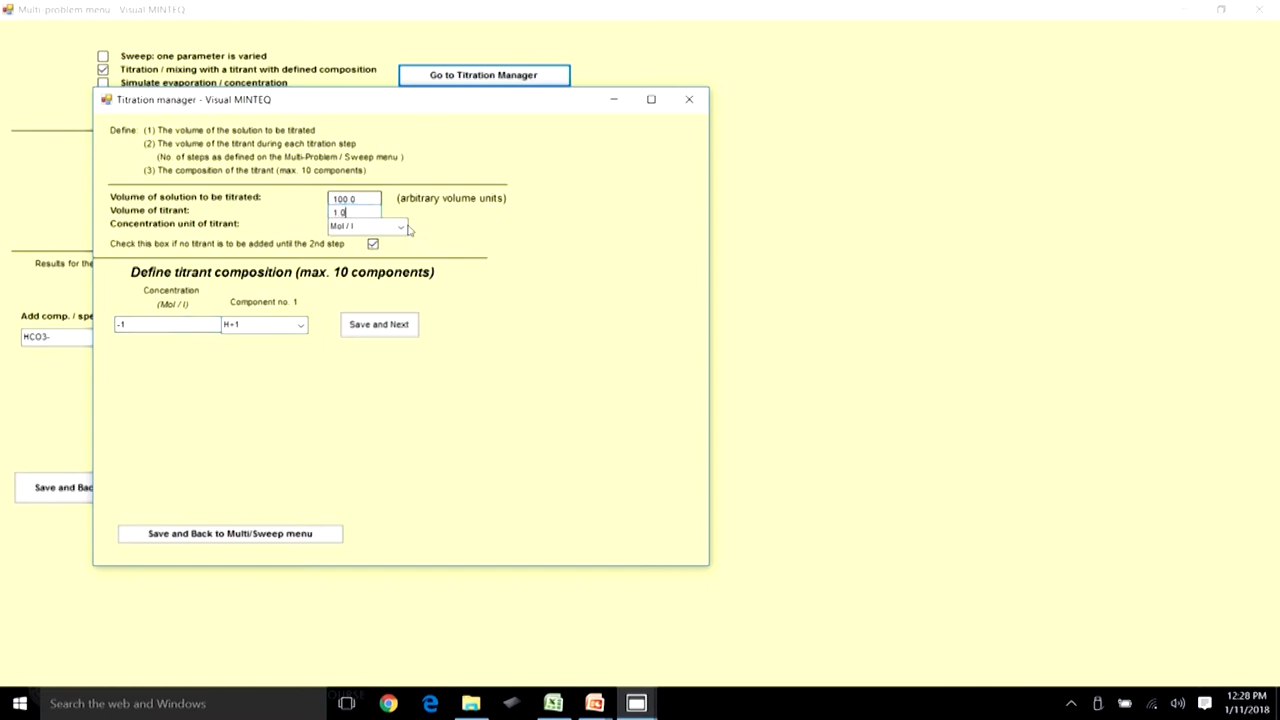 Multi-problem menu - Visual MINTEQ
Sweep: one parameter is varied
Titration / mixing with a titrant with defined composition
Go to Titration Manager
Simulate evaporation / concentration
Titration manager - Visual MINTEQ
Define: (1) The volume of the solution to be titrated
(2) The volume of the titrant during each titration step
(No. of steps as defined on the Multi-Problem / Sweep menu )
(3) The composition of the titrant (max. 10 components)
Volume of solution to be titrated: 100.0 (arbitrary volume units)
Volume of titrant: 1.0
Concentration unit of titrant: Mol / l
Check this box if no titrant is to be added until the 2nd step
Results for the
Define titrant composition (max. 10 components)
Concentration
(Mol / l)
Component no. 1
Add comp. / spe
-1 H+1 Save and Next
HCO3-
Save and Bac
Save and Back to Multi/Sweep menu
Search the web and Windows
12:28 PM
1/11/2018